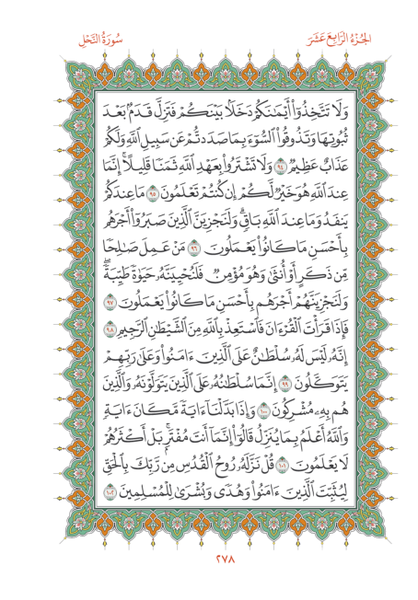 الجزء الرابع عشر
سورة النحل
وَلَا تَتَّخِذُوٓا۟ أَيْمَٰنَكُمْ دَخَلًۢا بَيْنَكُمْ فَتَزِلَّ قَدَمٌۢ بَعْدَ
ثُبُوتِهَا وَتَذُوقُوا۟ ٱلسُّوٓءَ بِمَا صَدَدتُّمْ عَن سَبِيلِ ٱللَّهِ وَلَكُمْ
عَذَابٌ عَظِيمٌ ٩٤ وَلَا تَشْتَرُوا۟ بِعَهْدِ ٱللَّهِ ثَمَنًا قَلِيلًا ۚ إِنَّمَا
عِندَ ٱللَّهِ هُوَ خَيْرٌ لَّكُمْ إِن كُنتُمْ تَعْلَمُونَ ٩٥ مَا عِندَكُمْ
يَنفَدُ وَمَا عِندَ ٱللَّهِ بَاقٍ ۗ وَلَنَجْزِيَنَّ ٱلَّذِينَ صَبَرُوٓا۟ أَجْرَهُم
بِأَحْسَنِ مَا كَانُوا۟ يَعْمَلُونَ ٩٦ مَنْ عَمِلَ صَٰلِحًا
مِّن ذَكَرٍ أَوْ أُنثَىٰ وَهُوَ مُؤْمِنٌ فَلَنُحْيِيَنَّهُۥ حَيَوٰةً طَيِّبَةً ۖ
وَلَنَجْزِيَنَّهُمْ أَجْرَهُم بِأَحْسَنِ مَا كَانُوا۟ يَعْمَلُونَ ٩٧
فَإِذَا قَرَأْتَ ٱلْقُرْءَانَ فَٱسْتَعِذْ بِٱللَّهِ مِنَ ٱلشَّيْطَٰنِ ٱلرَّجِيمِ ٩٨
إِنَّهُۥ لَيْسَ لَهُۥ سُلْطَٰنٌ عَلَى ٱلَّذِينَ ءَامَنُوا۟ وَعَلَىٰ رَبِّهِمْ
يَتَوَكَّلُونَ ٩٩ إِنَّمَا سُلْطَٰنُهُۥ عَلَى ٱلَّذِينَ يَتَوَلَّوْنَهُۥ وَٱلَّذِينَ
هُم بِهِۦ مُشْرِكُونَ ١٠٠ وَإِذَا بَدَّلْنَآ ءَايَةً مَّكَانَ ءَايَةٍ ۙ
وَٱللَّهُ أَعْلَمُ بِمَا يُنَزِّلُ قَالُوٓا۟ إِنَّمَآ أَنتَ مُفْتَرٍۭ ۚ بَلْ أَكْثَرُهُمْ
لَا يَعْلَمُونَ ١٠١ قُلْ نَزَّلَهُۥ رُوحُ ٱلْقُدُسِ مِن رَّبِّكَ بِٱلْحَقِّ
لِيُثَبِّتَ ٱلَّذِينَ ءَامَنُوا۟ وَهُدًى وَبُشْرَىٰ لِلْمُسْلِمِينَ ١٠٢
٢٧٨